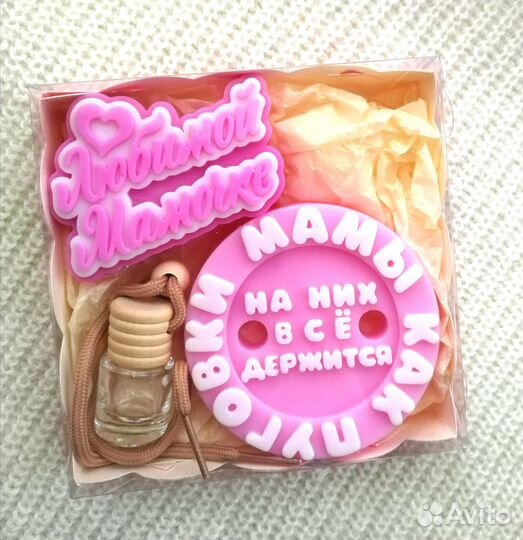 Любимой
Мамочке
МАМЫ КАК ПУГОВКИ
НА НИХ
ВСЁ
ДЕРЖИТСЯ
Avito